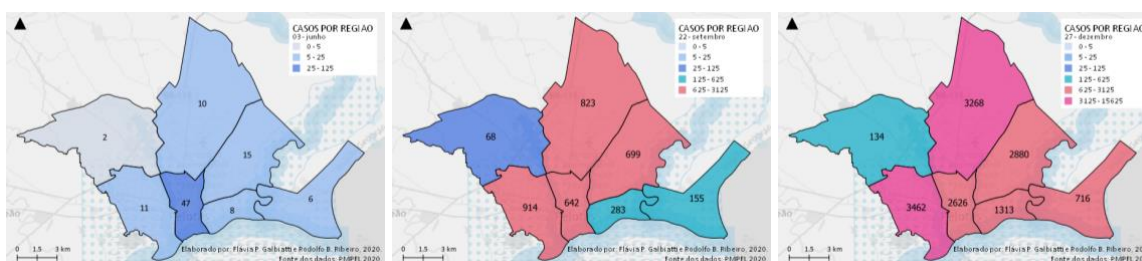 CASOS POR REGIÃO
03- junho
0 - 5
5 - 25
25 - 125
10
2
15
47
11
6
8
0 1.5 3 km
Elaborado por: Flávia P. Galbiatti e Rodolfo B. Ribeiro, 2020.
Fonte dos dados: PMPEL 2020
CASOS POR REGIÃO
22- setembro
0 - 5
5 - 25
25 - 125
125 - 625
625 - 3125
823
68
699
642
914
155
283
0 1.5 3 km
Elaborado por: Flávia P. Galbiatti e Rodolfo B. Ribeiro, 2020.
Fonte dos dados: PMPEL 2020
CASOS POR REGIÃO
27- dezembro
0 - 5
5 - 25
25 - 125
125 - 625
625 - 3125
3125 - 15625
3268
134
2880
2626
3462
716
1313
0 1.5 3 km
Elaborado por: Flávia P. Galbiatti e Rodolfo B. Ribeiro, 2020.
Fonte dos dados: PMPEL 2020